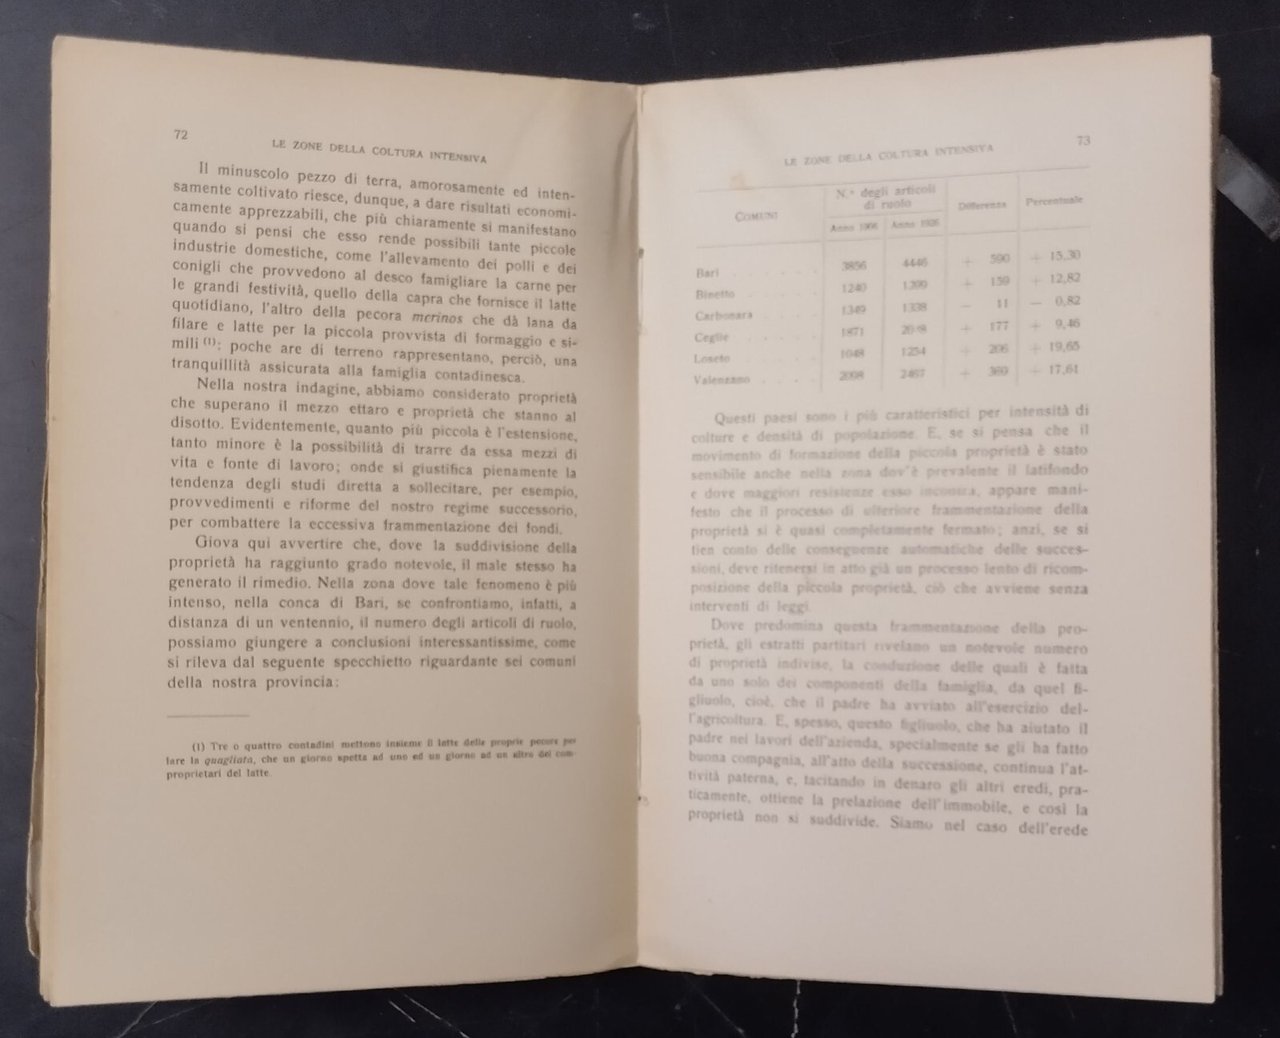 72
LE ZONE DELLA COLTURA INTENSIVA
Il minuscolo pezzo di terra, amorosamente ed inten-
samente coltivato riesce, dunque, a dare risultati economi-
camente apprezzabili, che più chiaramente si manifestano
quando si pensi che esso rende possibili tante piccole
industrie domestiche, come l'allevamento dei polli e dei
conigli che provvedono al desco famigliare la carne per
le grandi festività, quello della capra che fornisce il latte
quotidiano, l'altro della pecora merinos che dà lana da
filare e latte per la piccola provvista di formaggio e si-
mili (1); poche are di terreno rappresentano, perciò, una
tranquillità assicurata alla famiglia contadinesca.
Nella nostra indagine, abbiamo considerato proprietà
che superano il mezzo ettaro e proprietà che stanno al
disotto. Evidentemente, quanto più piccola è l'estensione,
tanto minore è la possibilità di trarre da essa mezzi di
vita e fonte di lavoro; onde si giustifica pienamente la
tendenza degli studi diretta a sollecitare, per esempio,
provvedimenti e riforme del nostro regime successorio,
per combattere la eccessiva frammentazione dei fondi.
Giova qui avvertire che, dove la suddivisione della
proprietà ha raggiunto grado notevole, il male stesso ha
generato il rimedio. Nella zona dove tale fenomeno è più
intenso, nella conca di Bari, se confrontiamo, infatti, a
distanza di un ventennio, il numero degli articoli di ruolo,
possiamo giungere a conclusioni interessantissime, come
si rileva dal seguente specchietto riguardante sei comuni
della nostra provincia:
(1) Tre o quattro contadini mettono insieme il latte delle proprie pecore per
fare la quagliata, che un giorno spetta ad uno ed un giorno ad un altro dei com-
proprietari del latte.
LE ZONE DELLA COLTURA INTENSIVA
73
COMUNI N.° degli articoli di ruolo Differenza Percentuale
Anno 1906 Anno 1926
Bari 3856 4446 + 590 + 15,30
Binetto 1240 1399 + 159 + 12,82
Carbonara 1349 1338 - 11 - 0,82
Ceglie 1871 2048 + 177 + 9,46
Loseto 1048 1254 + 206 + 19,65
Valenzano 2098 2467 + 369 + 17,61
Questi paesi sono i più caratteristici per intensità di
colture e densità di popolazione. E, se si pensa che il
movimento di formazione della piccola proprietà è stato
sensibile anche nella zona dov'è prevalente il latifondo
e dove maggiori resistenze esso incontra, appare mani-
festo che il processo di ulteriore frammentazione della
proprietà si è quasi completamente fermato; anzi, se si
tien conto delle conseguenze automatiche delle succes-
sioni, deve ritenersi in atto già un processo lento di ricom-
posizione della piccola proprietà, ciò che avviene senza
interventi di leggi.
Dove predomina questa frammentazione della pro-
prietà, gli estratti partitari rivelano un notevole numero
di proprietà indivise, la conduzione delle quali è fatta
da uno solo dei componenti della famiglia, da quel fi-
gliuolo, cioè, che il padre ha avviato all'esercizio del-
l'agricoltura. E, spesso, questo figliuolo, che ha aiutato il
padre nei lavori dell'azienda, specialmente se gli ha fatto
buona compagnia, all'atto della successione, continua l'at-
tività paterna, e, tacitando in denaro gli altri eredi, pra-
ticamente, ottiene la prelazione dell'immobile, e così la
proprietà non si suddivide. Siamo nel caso dell'erede